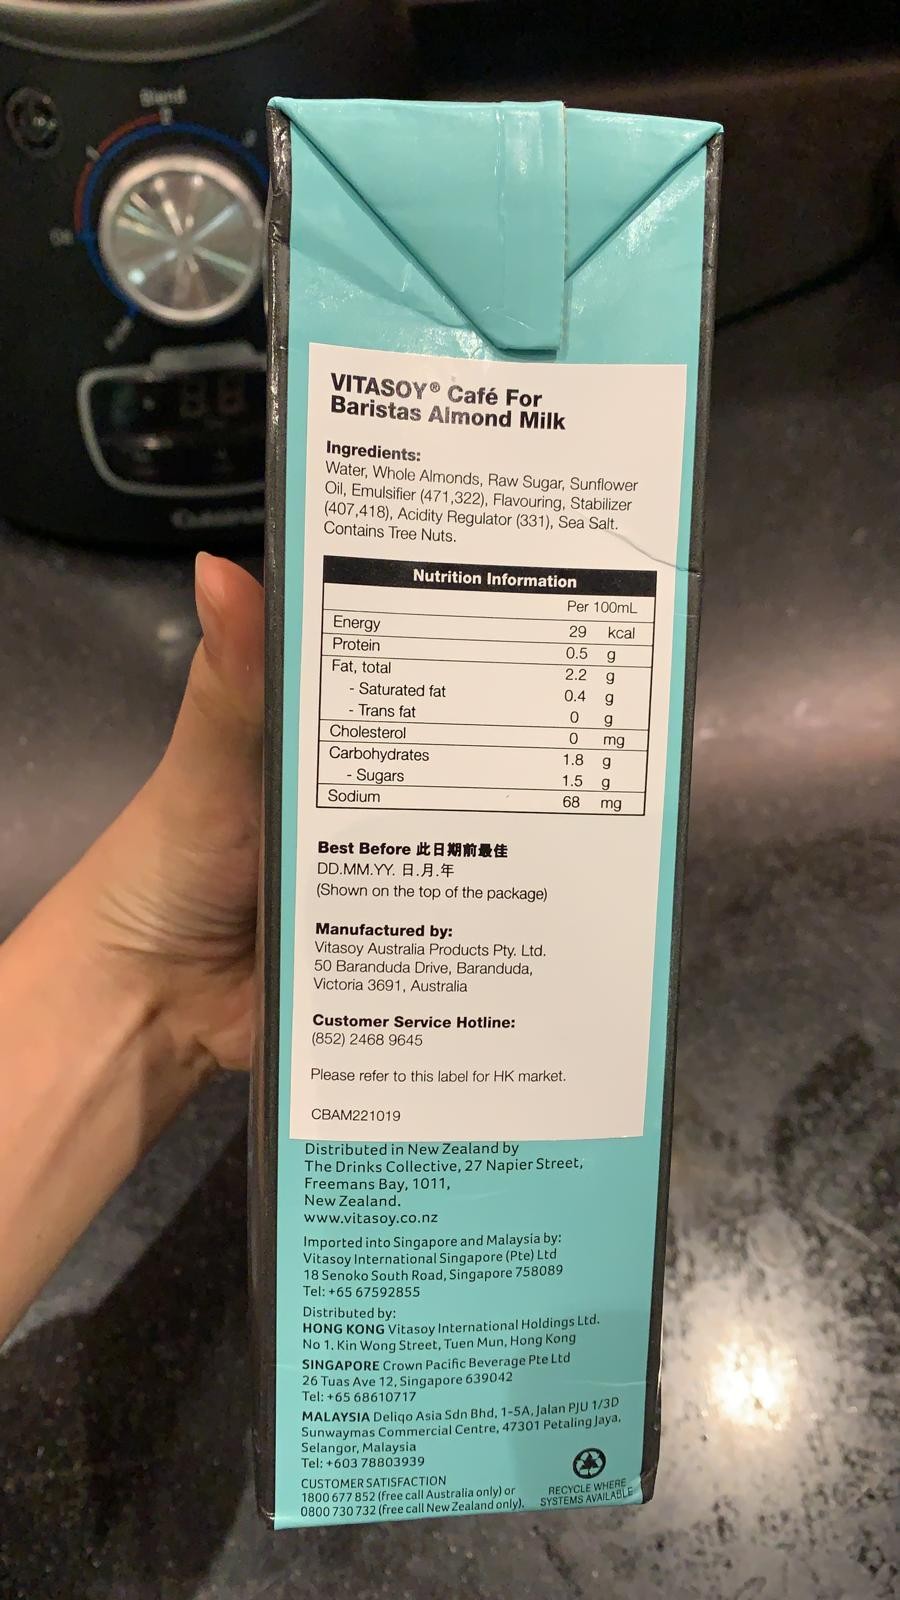 Blend
VITASOY® Café For
Baristas Almond Milk
Ingredients:
Water, Whole Almonds, Raw Sugar, Sunflower
Oil, Emulsifier (471,322), Flavouring, Stabilizer
(407,418), Acidity Regulator (331), Sea Salt.
Contains Tree Nuts.
Nutrition Information
Per 100mL
Energy 29 kcal
Protein 0.5 g
Fat, total 2.2 g
- Saturated fat 0.4 g
- Trans fat 0 g
Cholesterol 0 mg
Carbohydrates 1.8 g
- Sugars 1.5 g
Sodium 68 mg
Best Before 此日期前最佳
DD.MM.YY. 日.月.年
(Shown on the top of the package)
Manufactured by:
Vitasoy Australia Products Pty. Ltd.
50 Baranduda Drive, Baranduda,
Victoria 3691, Australia
Customer Service Hotline:
(852) 2468 9645
Please refer to this label for HK market.
CBAM221019
Distributed in New Zealand by
The Drinks Collective, 27 Napier Street,
Freemans Bay, 1011,
New Zealand.
www.vitasoy.co.nz
Imported into Singapore and Malaysia by:
Vitasoy International Singapore (Pte) Ltd
18 Senoko South Road, Singapore 758089
Tel: +65 67592855
Distributed by:
HONG KONG Vitasoy International Holdings Ltd.
No 1. Kin Wong Street, Tuen Mun, Hong Kong
SINGAPORE Crown Pacific Beverage Pte Ltd
26 Tuas Ave 12, Singapore 639042
Tel: +65 68610717
MALAYSIA Deliqo Asia Sdn Bhd, 1-5A, Jalan PJU 1/3D
Sunwaymas Commercial Centre, 47301 Petaling Jaya,
Selangor, Malaysia
Tel: +603 78803939
CUSTOMER SATISFACTION
1800 677 852 (free call Australia only) or
0800 730 732 (free call New Zealand only).
RECYCLE WHERE
SYSTEMS AVAILABLE